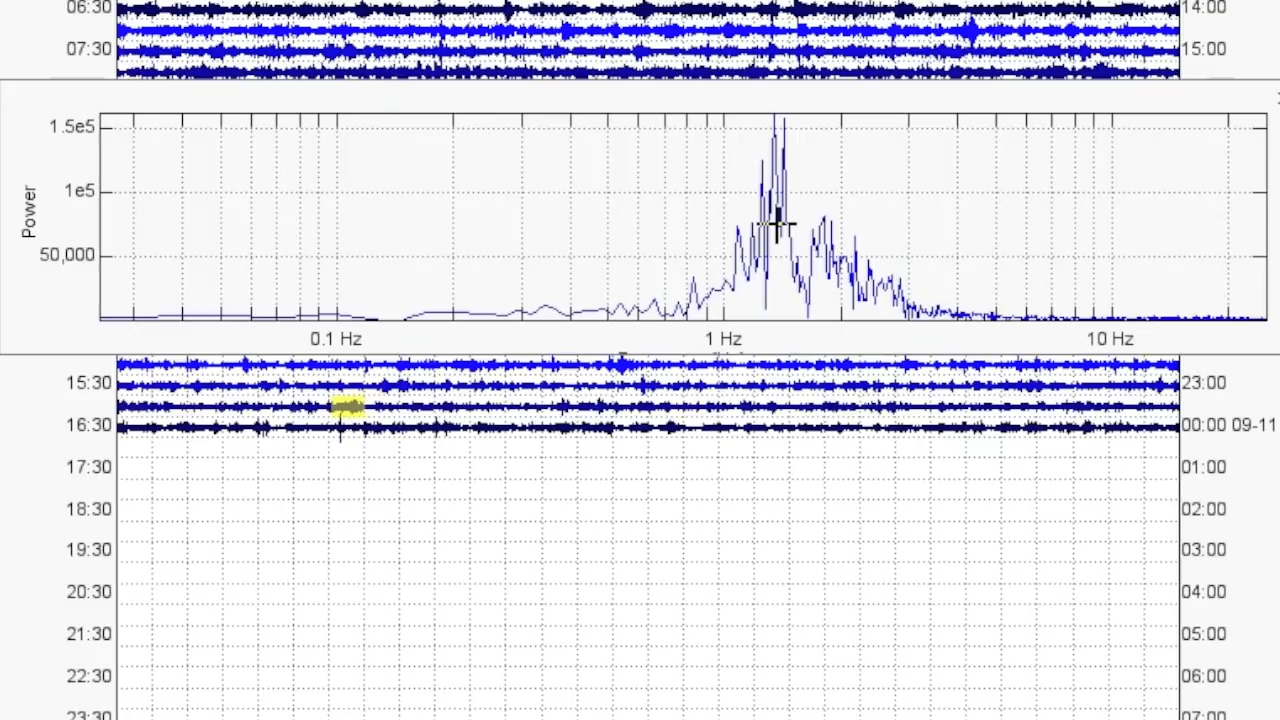 06:30 14:00
07:30 15:00
1.5e5
1e5
50,000
Power
0.1 Hz 1 Hz 10 Hz
15:30 23:00
16:30 00:00 09-11
17:30 01:00
18:30 02:00
19:30 03:00
20:30 04:00
21:30 05:00
22:30 06:00
23:30 07:00